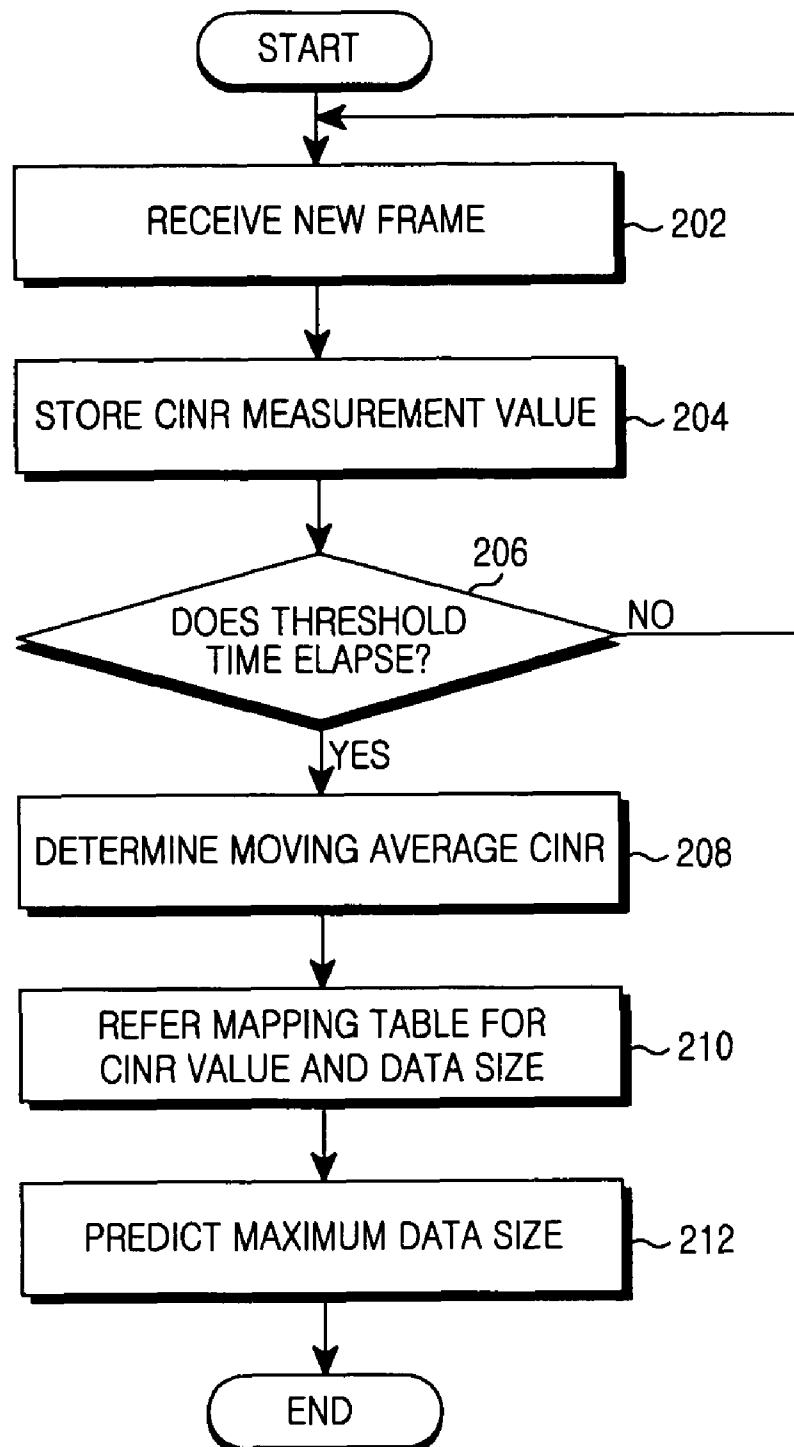 START
RECEIVE NEW FRAME
202
STORE CINR MEASUREMENT VALUE
204
206
DOES THRESHOLD
TIME ELAPSE?
NO
YES
DETERMINE MOVING AVERAGE CINR
208
REFER MAPPING TABLE FOR
CINR VALUE AND DATA SIZE
210
PREDICT MAXIMUM DATA SIZE
212
END